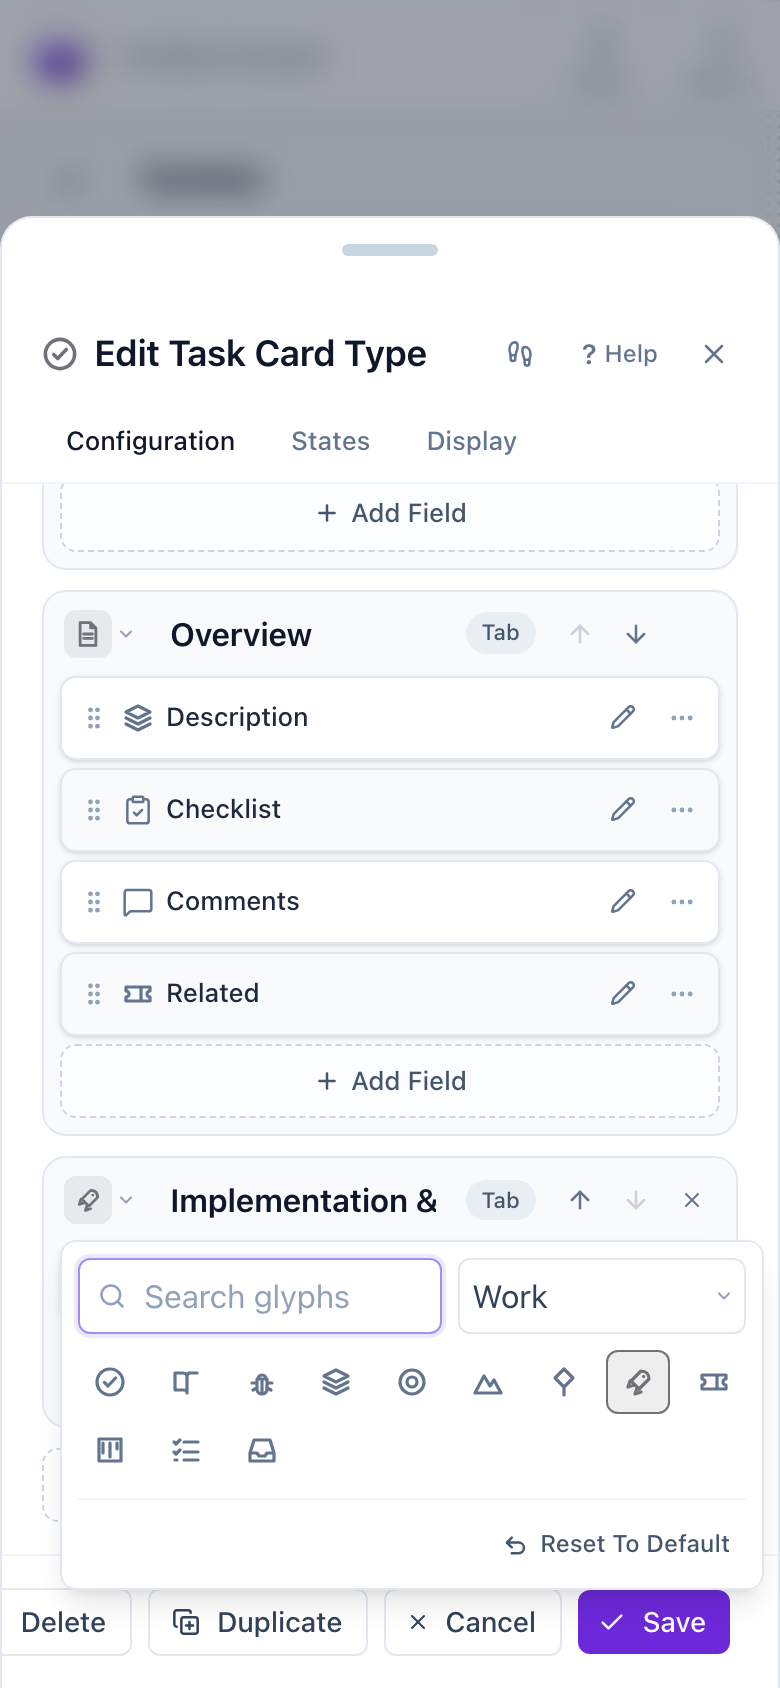 Edit Task Card Type
? Help
Configuration
States
Display
+ Add Field
Overview
Tab
Description
Checklist
Comments
Related
+ Add Field
Implementation &
Tab
Search glyphs
Work
Reset To Default
Delete
Duplicate
Cancel
Save